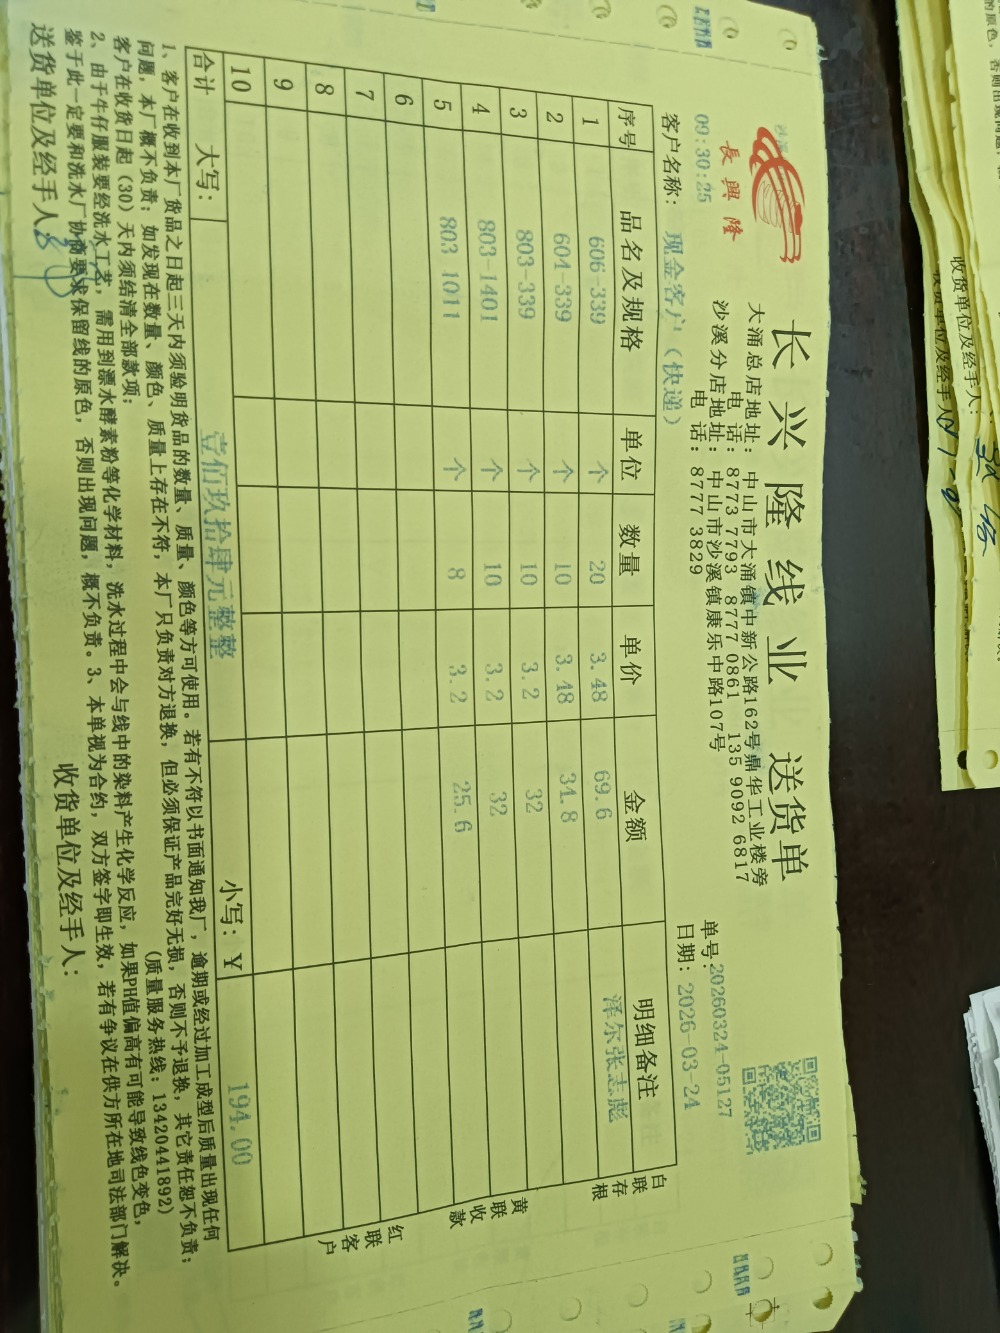 長興隆
长兴隆线业 送货单
大涌总店地址：中山市大涌镇中新公路162号鼎华工业楼旁
电话：8773 7793 8777 0861 135 9092 6817
沙溪分店地址：中山市沙溪镇康乐中路107号
电话：8777 3829
单号：20260324-05127
09:30:25
日期：2026-03-24
客户名称：现金客户（快递）
序号 品名及规格 单位 数量 单价 金额 明细备注
1 606-339 个 20 3.48 69.6 泽尔张志彪
2 604-339 个 10 3.48 34.8
3 803-339 个 10 3.2 32
4 803-1401 个 10 3.2 32
5 803 1011 个 8 3.2 25.6
6
7
8
9
10
合计 大写：壹佰玖拾肆元整整 小写：￥ 194.00
白联存根
黄联收款
红联客户
1、客户在收到本厂货品之日起三天内须验明货品的数量、质量、颜色等方可使用。若有不符以书面通知我厂，逾期或经过加工成型后质量出现任何
问题，本厂概不负责；如发现在数量、颜色、质量上存在不符，本厂只负责对方退换，但必须保证产品完好无损，否则不予退换，其它责任恕不负责；
客户在收货日起（30）天内须结清全部款项；（质量服务热线：13420441892）
2、由于牛仔服装要经洗水工艺，需用到漂水酵素粉等化学材料，洗水过程中会与线中的染料产生化学反应，如果PH值偏高有可能导致线色变色，
鉴于此一定要和洗水厂协商要求保留线的原色，否则出现问题，概不负责。3、本单视为合约，双方签字即生效，若有争议在供方所在地司法部门解决。
送货单位及经手人：
收货单位及经手人：
收货单位及经手人：
收货单位及经手人